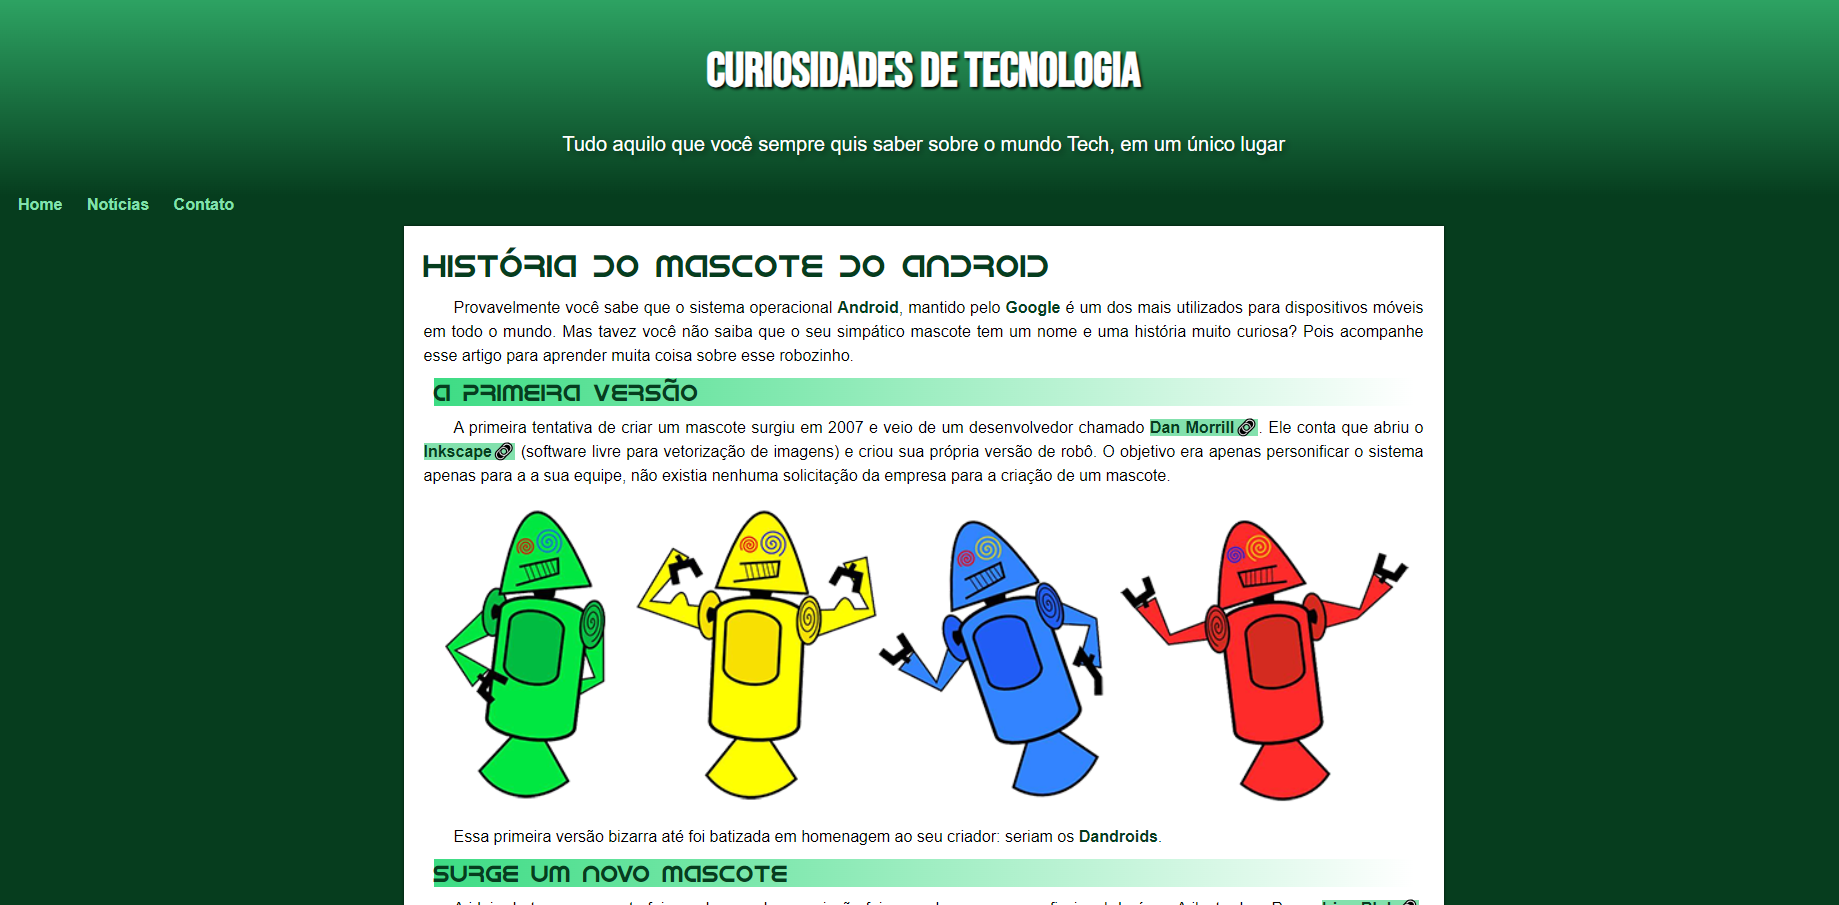 CURIOSIDADES DE TECNOLOGIA
Tudo aquilo que você sempre quis saber sobre o mundo Tech, em um único lugar
Home Notícias Contato
HISTÓRIA DO MASCOTE DO ANDROID
Provavelmente você sabe que o sistema operacional Android, mantido pelo Google é um dos mais utilizados para dispositivos móveis
em todo o mundo. Mas tavez você não saiba que o seu simpático mascote tem um nome e uma história muito curiosa? Pois acompanhe
esse artigo para aprender muita coisa sobre esse robozinho.
A PRIMEIRA VERSÃO
A primeira tentativa de criar um mascote surgiu em 2007 e veio de um desenvolvedor chamado Dan Morrill. Ele conta que abriu o
Inkscape (software livre para vetorização de imagens) e criou sua própria versão de robô. O objetivo era apenas personificar o sistema
apenas para a a sua equipe, não existia nenhuma solicitação da empresa para a criação de um mascote.
Essa primeira versão bizarra até foi batizada em homenagem ao seu criador: seriam os Dandroids.
SURGE UM NOVO MASCOTE